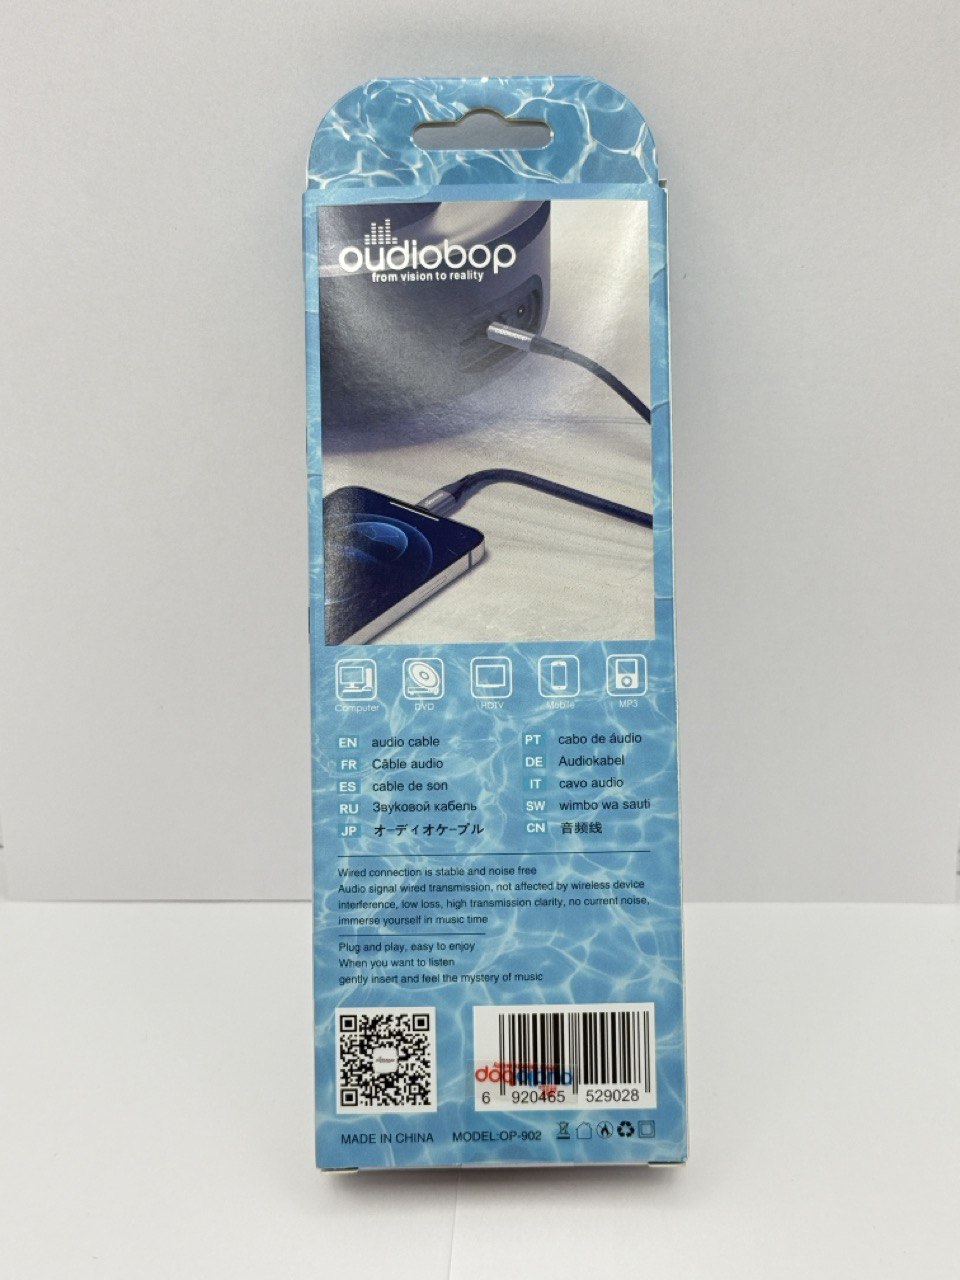 oudiobop
from vision to reality
oudiobop
Computer
DVD
HDTV
Mobile
MP3
EN audio cable
FR Câble audio
ES cable de son
RU Звуковой кабель
JP オーディオケーブル
PT cabo de áudio
DE Audiokabel
IT cavo audio
SW wimbo wa sauti
CN 音频线
Wired connection is stable and noise free
Audio signal wired transmission, not affected by wireless device
interference, low loss, high transmission clarity, no current noise,
immerse yourself in music time
Plug and play, easy to enjoy
When you want to listen
gently insert and feel the mystery of music
6 920465 529028
MADE IN CHINA MODEL:OP-902